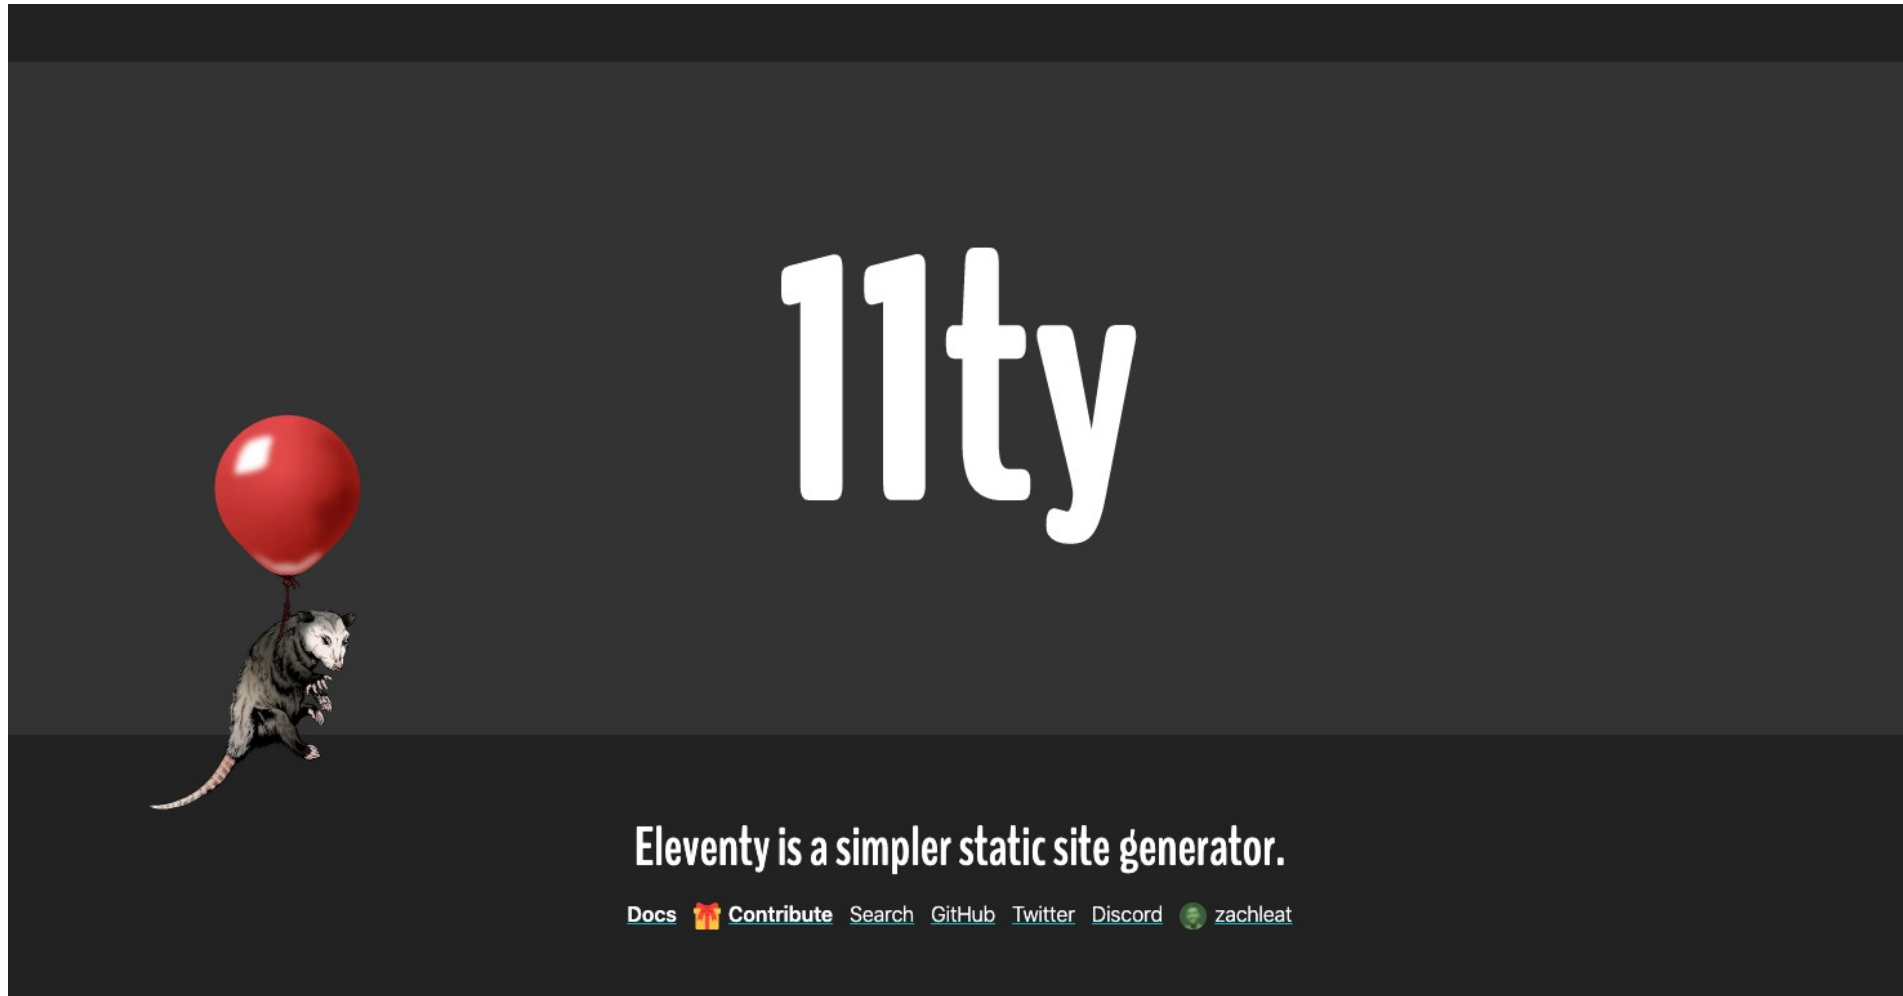 11ty
Eleventy is a simpler static site generator.
Docs Contribute Search GitHub Twitter Discord zachleat